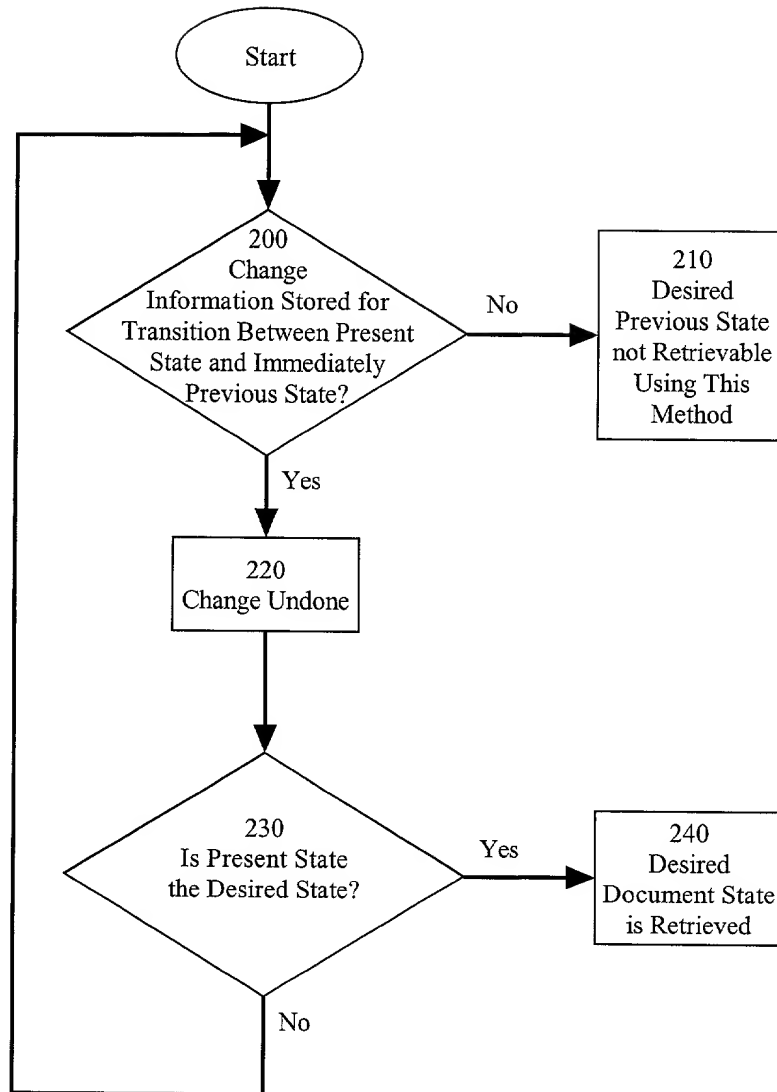 Start
200
Change
Information Stored for
Transition Between Present
State and Immediately
Previous State?
No
210
Desired
Previous State
not Retrievable
Using This
Method
Yes
220
Change Undone
230
Is Present State
the Desired State?
Yes
240
Desired
Document State
is Retrieved
No